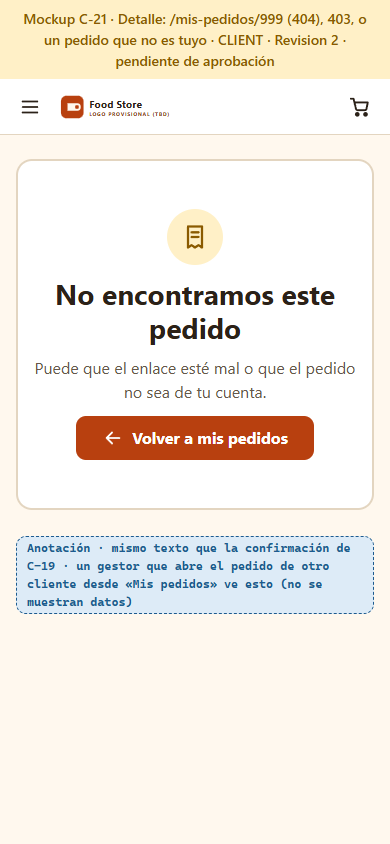 Mockup C-21 · Detalle: /mis-pedidos/999 (404), 403, o
un pedido que no es tuyo · CLIENT · Revision 2 ·
pendiente de aprobación
Food Store
LOGO PROVISIONAL (TBD)
No encontramos este
pedido
Puede que el enlace esté mal o que el pedido
no sea de tu cuenta.
Volver a mis pedidos
Anotación · mismo texto que la confirmación de
C-19 · un gestor que abre el pedido de otro
cliente desde «Mis pedidos» ve esto (no se
muestran datos)